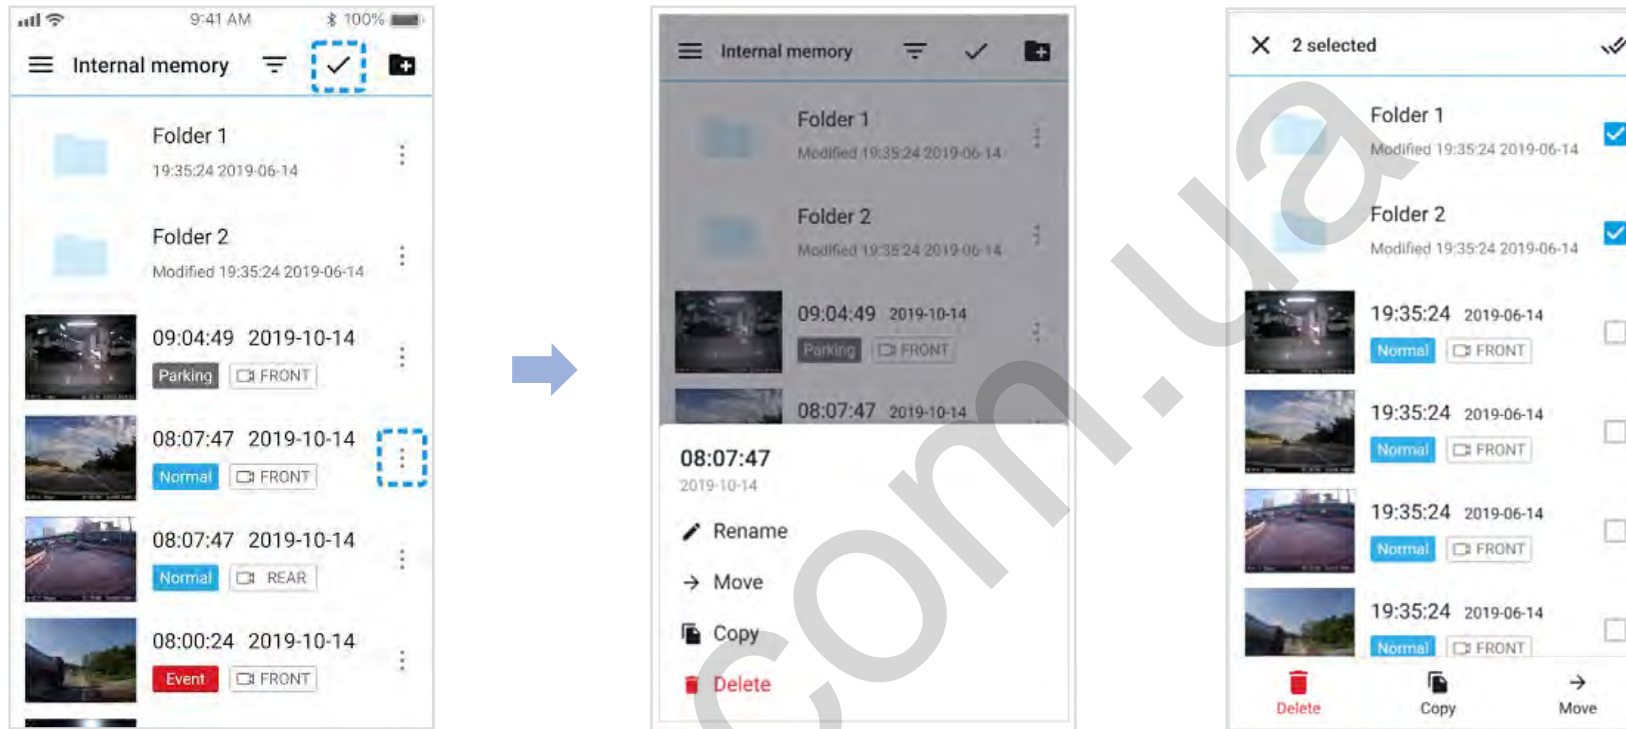 9:41 AM
100%
Internal memory
Folder 1
19:35:24 2019-06-14
Folder 2
Modified 19:35:24 2019-06-14
09:04:49 2019-10-14
Parking FRONT
08:07:47 2019-10-14
Normal FRONT
08:07:47 2019-10-14
Normal REAR
08:00:24 2019-10-14
Event FRONT
Internal memory
Folder 1
Modified 19:35:24 2019-06-14
Folder 2
Modified 19:35:24 2019-06-14
09:04:49 2019-10-14
Parking FRONT
08:07:47 2019-10-14
08:07:47
2019-10-14
Rename
Move
Copy
Delete
2 selected
Folder 1
Modified 19:35:24 2019-06-14
Folder 2
Modified 19:35:24 2019-06-14
19:35:24 2019-06-14
Normal FRONT
19:35:24 2019-06-14
Normal FRONT
19:35:24 2019-06-14
Normal FRONT
19:35:24 2019-06-14
Normal FRONT
Delete Copy Move
com.ua